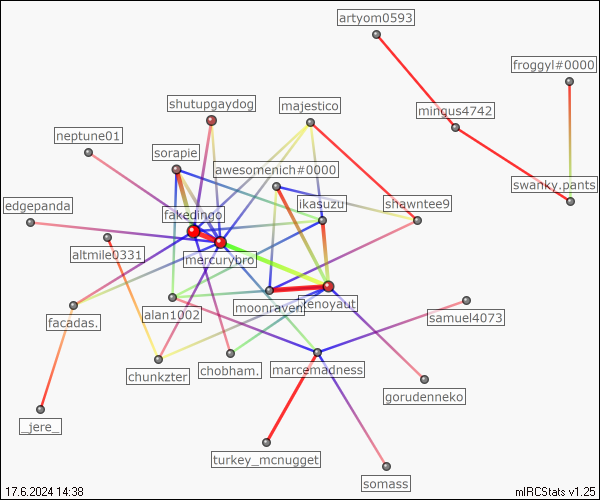 artyom0593
froggyl#0000
shutupgaydog
majestico
mingus4742
neptune01
sorapie
awesomenich#0000
swanky.pants
edgepanda
fakedingo
ikasuzu
shawntee9
altmile0331
mercurybro
alan1002
moonraven
xenoyaut
samuel4073
facadas.
chunkzter
chobham.
marcemadness
gorudenneko
_jere_
turkey_mcnugget
somass
17.6.2024 14:38
mIRCStats v1.25